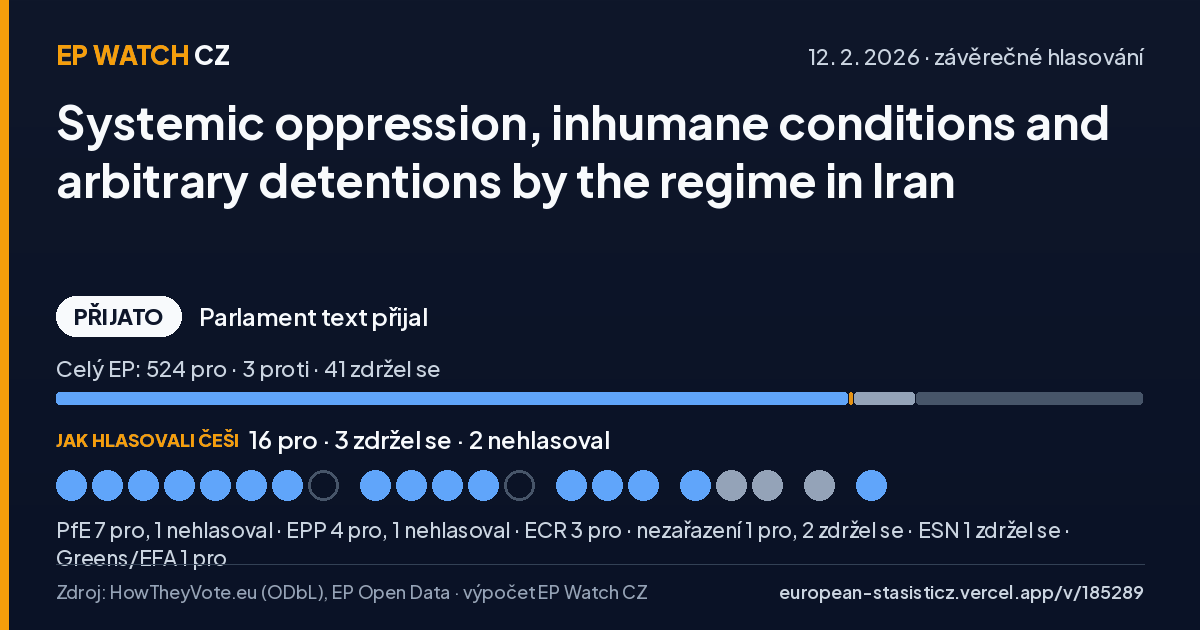 EP WATCH CZ
12. 2. 2026 · závěrečné hlasování
Systemic oppression, inhumane conditions and
arbitrary detentions by the regime in Iran
PŘIJATO Parlament text přijal
Celý EP: 524 pro · 3 proti · 41 zdržel se
JAK HLASOVALI ČEŠI 16 pro · 3 zdržel se · 2 nehlasoval
PfE 7 pro, 1 nehlasoval · EPP 4 pro, 1 nehlasoval · ECR 3 pro · nezařazení 1 pro, 2 zdržel se · ESN 1 zdržel se ·
Greens/EFA 1 pro
Zdroj: HowTheyVote.eu (ODbL), EP Open Data · výpočet EP Watch CZ
european-stasisticz.vercel.app/v/185289